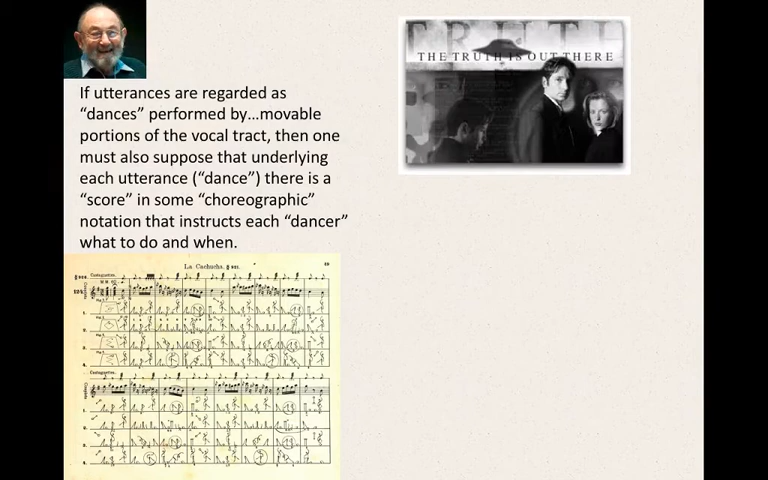 If utterances are regarded as
“dances” performed by…movable
portions of the vocal tract, then one
must also suppose that underlying
each utterance (“dance”) there is a
“score” in some “choreographic”
notation that instructs each “dancer”
what to do and when.
TRUTH
THE TRUTH IS OUT THERE
La Cachucha.